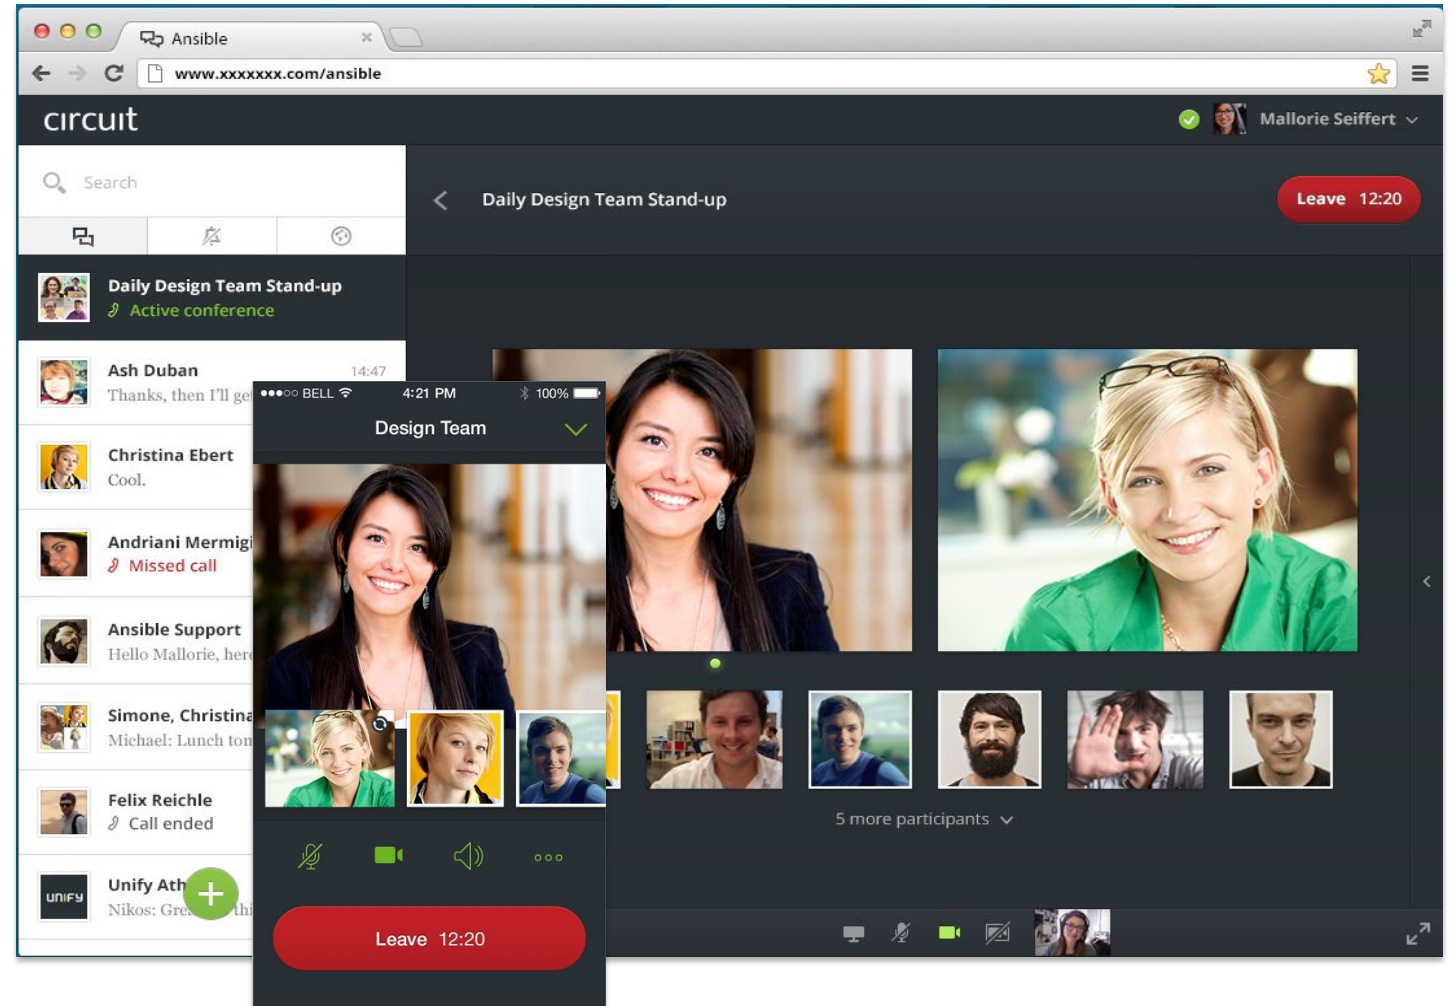 Ansible
www.xxxxxxx.com/ansible
circuit
Mallorie Seiffert
Search
Daily Design Team Stand-up
Leave 12:20
Daily Design Team Stand-up
Active conference
Ash Duban 14:47
Thanks, then I'll ge
Christina Ebert
Cool.
Andriani Mermigi
Missed call
Ansible Support
Hello Mallorie, here
Simone, Christina
Michael: Lunch tom
Felix Reichle
Call ended
UNIFY
Unify Ath
Nikos: Gre thi
BELL 4:21 PM 100%
Design Team
Leave 12:20
5 more participants